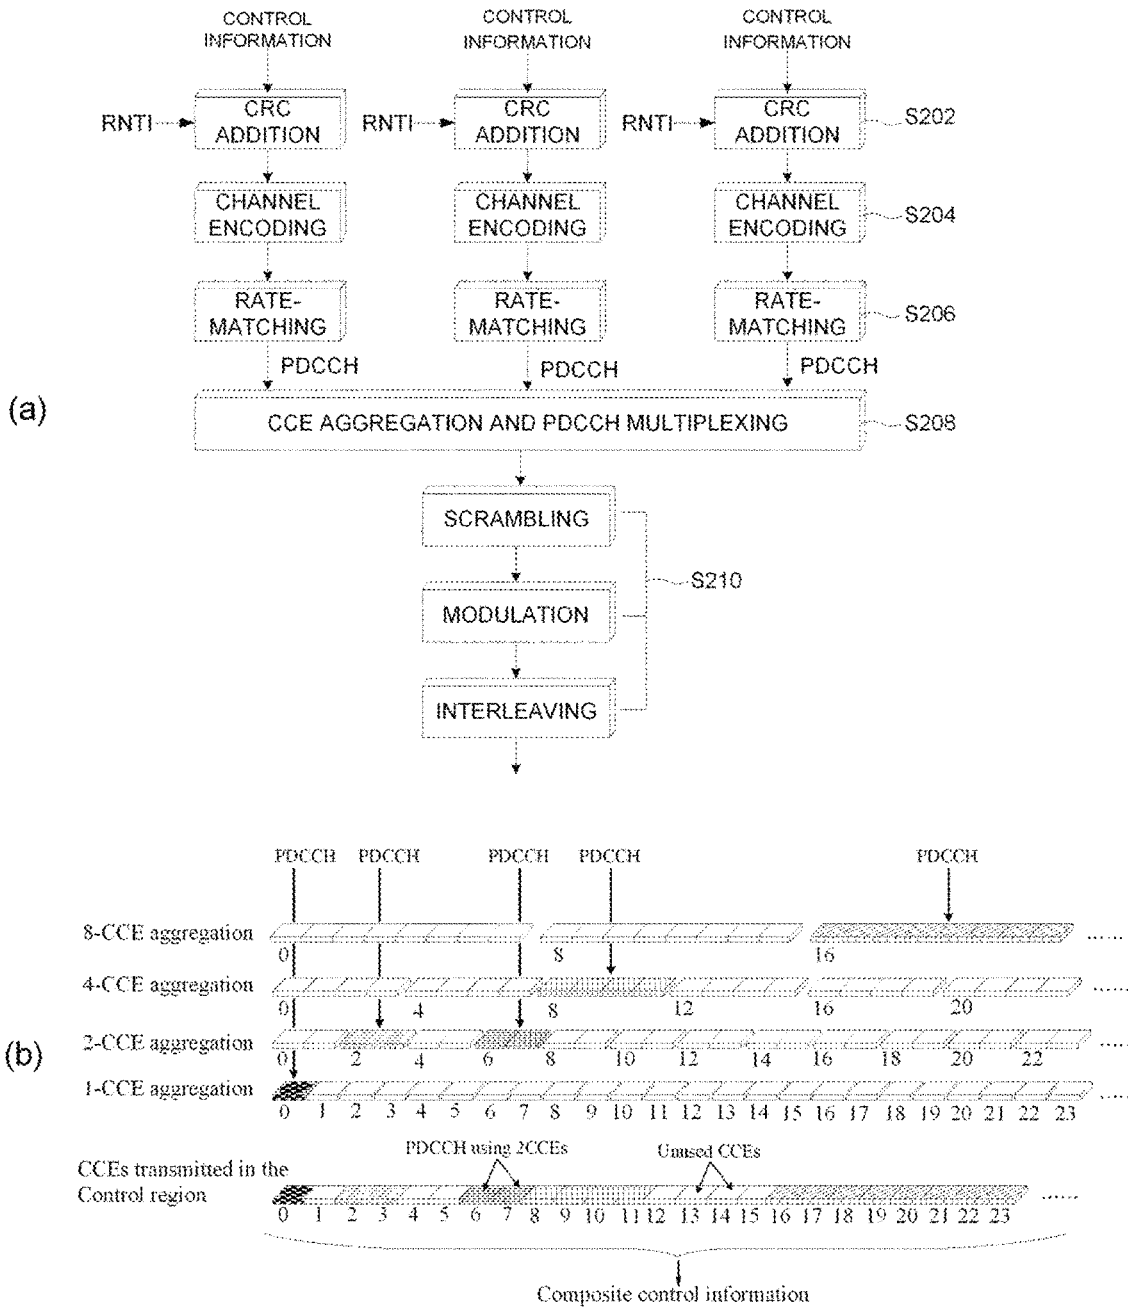 CONTROL INFORMATION
CONTROL INFORMATION
CONTROL INFORMATION
RNTI
CRC ADDITION
RNTI
CRC ADDITION
RNTI
CRC ADDITION
S202
CHANNEL ENCODING
CHANNEL ENCODING
CHANNEL ENCODING
S204
RATE-MATCHING
RATE-MATCHING
RATE-MATCHING
S206
PDCCH
PDCCH
PDCCH
(a)
CCE AGGREGATION AND PDCCH MULTIPLEXING
S208
SCRAMBLING
MODULATION
S210
INTERLEAVING
PDCCH PDCCH PDCCH PDCCH PDCCH
8-CCE aggregation
0 8 16
......
4-CCE aggregation
0 4 8 12 16 20
......
(b)
2-CCE aggregation
0 2 4 6 8 10 12 14 16 18 20 22
......
1-CCE aggregation
0 1 2 3 4 5 6 7 8 9 10 11 12 13 14 15 16 17 18 19 20 21 22 23
......
PDCCH using 2CCEs
Unused CCEs
CCEs transmitted in the
Control region
0 1 2 3 4 5 6 7 8 9 10 11 12 13 14 15 16 17 18 19 20 21 22 23
......
Composite control information